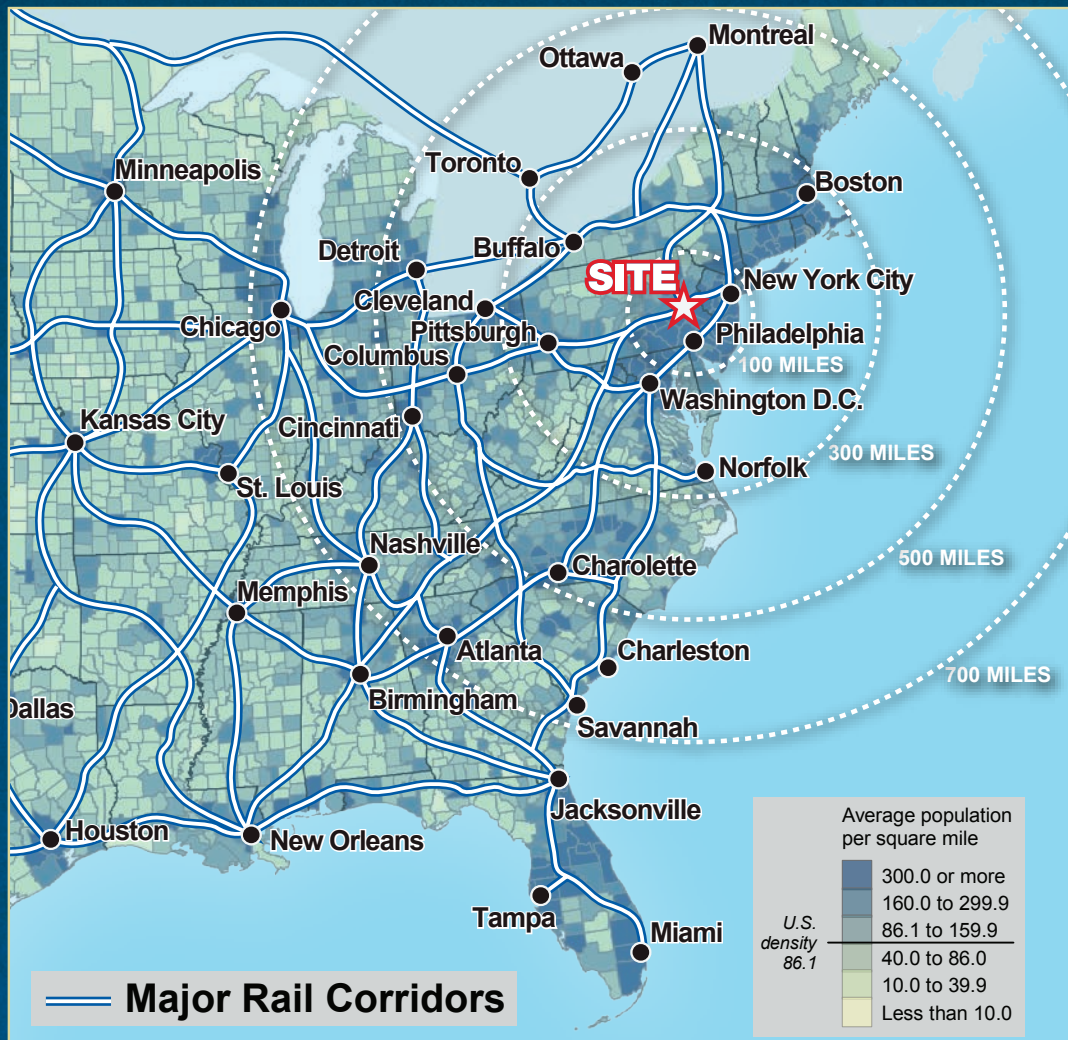 Montreal
Ottawa
Toronto
Minneapolis
Boston
Detroit
Buffalo
SITE
New York City
Cleveland
Chicago
Pittsburgh
Philadelphia
Columbus
100 MILES
Washington D.C.
Kansas City
Cincinnati
300 MILES
Norfolk
St. Louis
Nashville
Charolette
500 MILES
Memphis
Atlanta
Charleston
700 MILES
Birmingham
Dallas
Savannah
Jacksonville
Houston
New Orleans
Tampa
Miami
Average population
per square mile
300.0 or more
160.0 to 299.9
86.1 to 159.9
40.0 to 86.0
10.0 to 39.9
Less than 10.0
U.S.
density
86.1
Major Rail Corridors